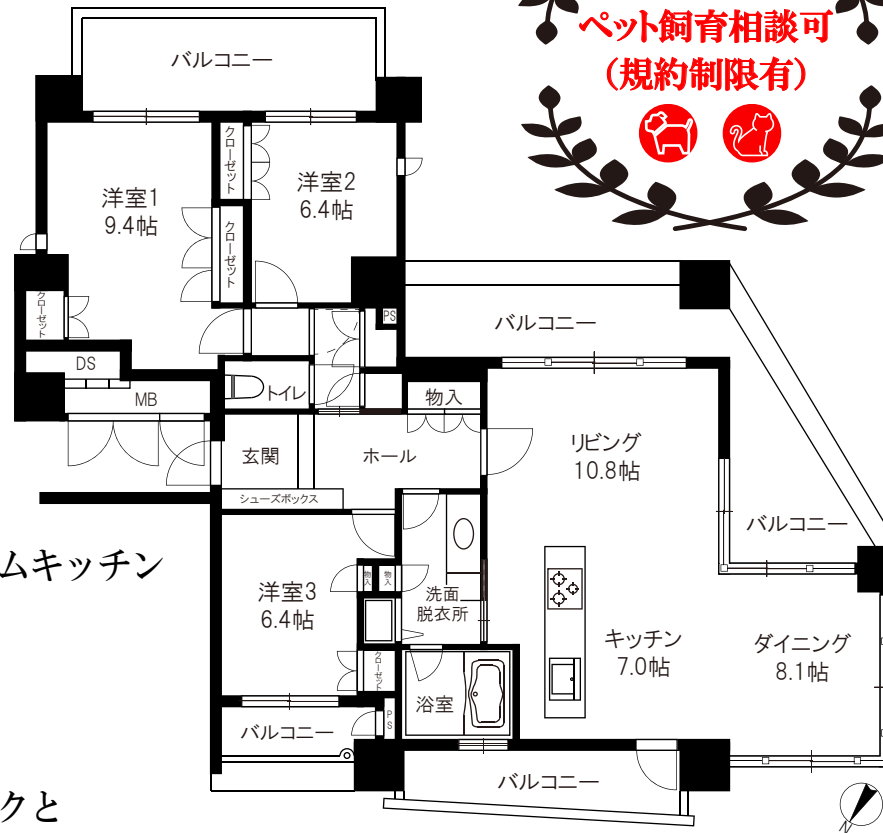 ペット飼育相談可
(規約制限有)
バルコニー
クローゼット
洋室1
9.4帖
洋室2
6.4帖
クローゼット
クローゼット
PS
バルコニー
DS
MB
トイレ
物入
玄関
ホール
リビング
10.8帖
シューズボックス
バルコニー
ムキッチン
洋室3
6.4帖
物入
物入
洗面
脱衣所
キッチン
7.0帖
ダイニング
8.1帖
クローゼット
浴室
PS
バルコニー
バルコニー
クと
N